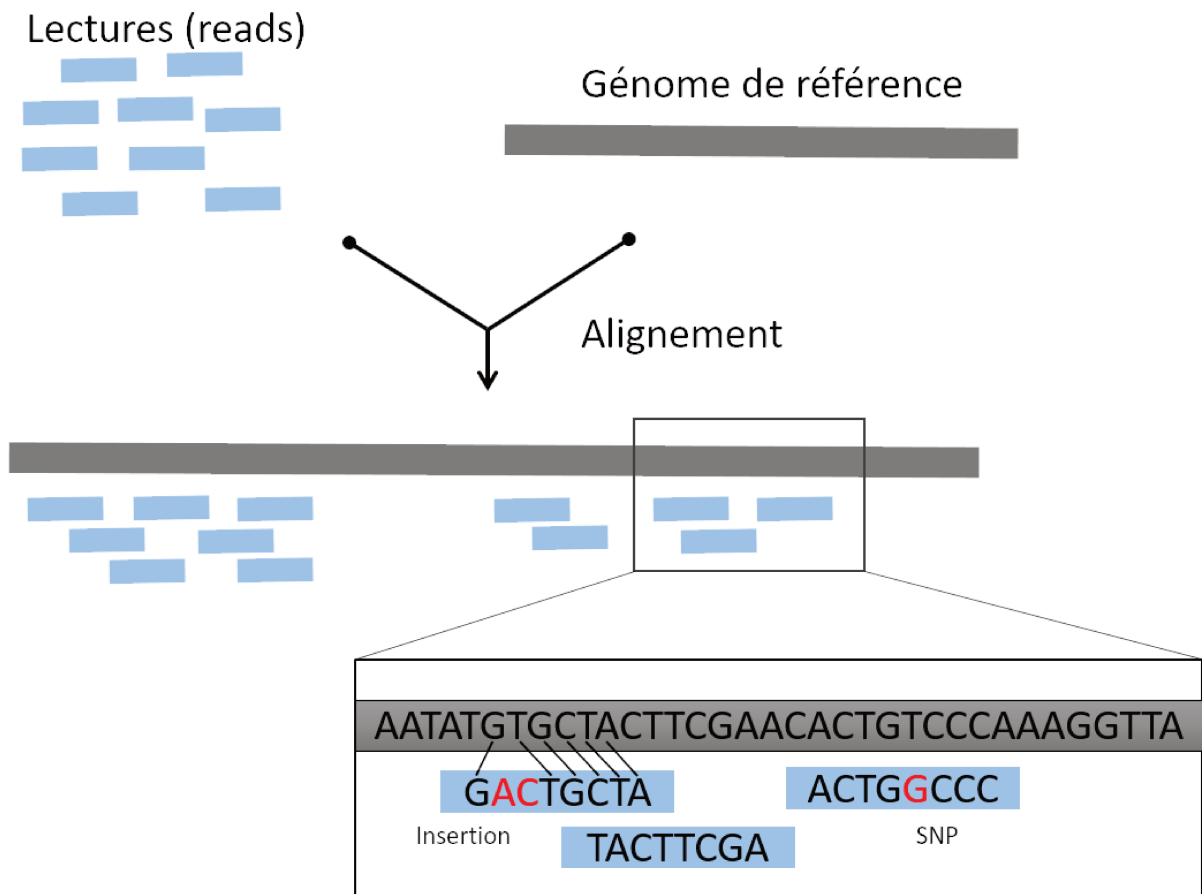 Lectures (reads)
Génome de référence
Alignement
AATATGTGCTACTTCGAACACTGTCCCAAAGGTTA
GACTGCTA
ACTGGCCC
Insertion
SNP
TACTTCGA